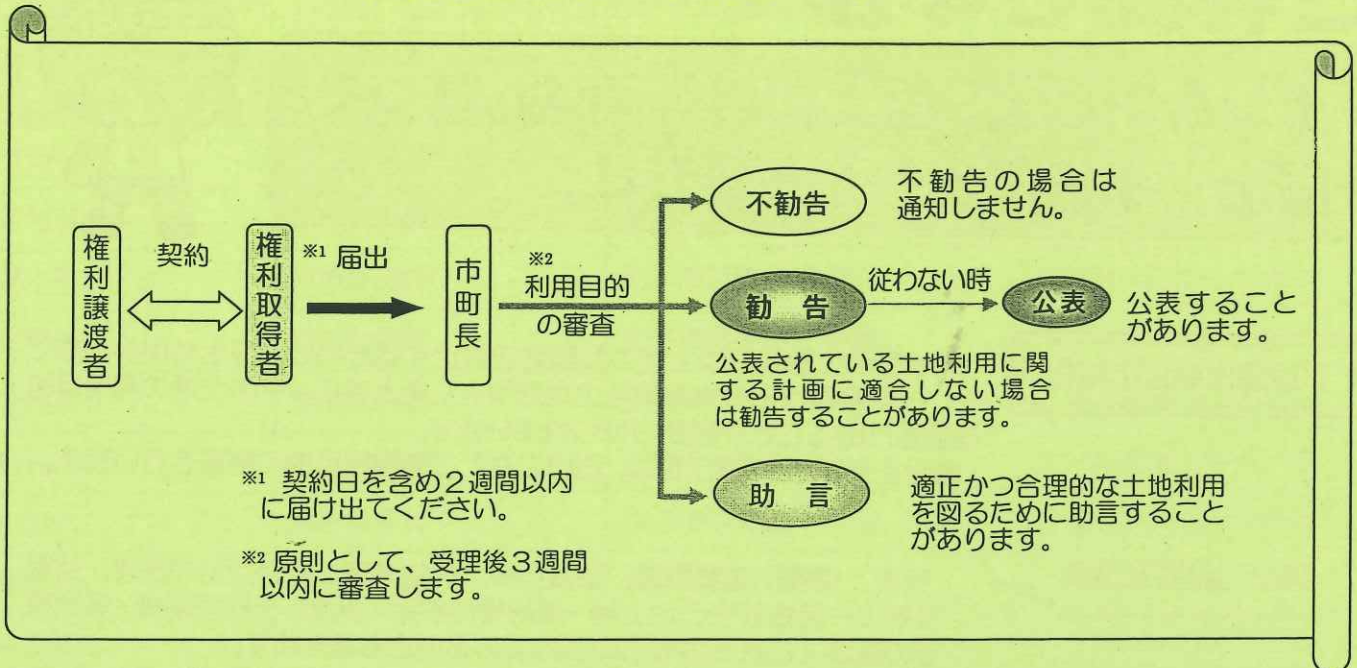 権利譲渡者
契約
権利取得者
※1 届出
市町長
※2
利用目的
の審査
不勧告
不勧告の場合は
通知しません。
勧告
従わない時
公表
公表すること
があります。
公表されている土地利用に関
する計画に適合しない場合
は勧告することがあります。
助言
適正かつ合理的な土地利用
を図るために助言すること
があります。
※1 契約日を含め2週間以内
に届け出てください。
※2 原則として、受理後3週間
以内に審査します。